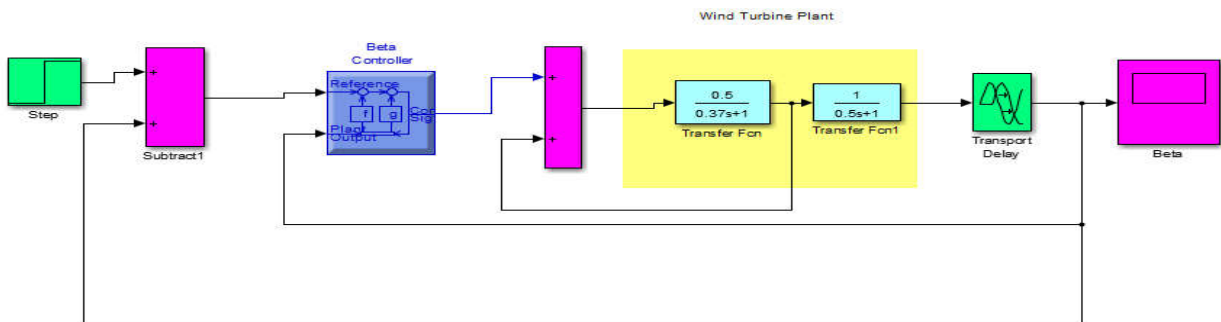 Wind Turbine Plant
Step
+
+
Subtract1
Beta
Controller
Reference
f
g
Plant
Output
+
+
0.5
0.37s+1
Transfer Fcn
1
0.5s+1
Transfer Fcn1
Transport
Delay
Beta